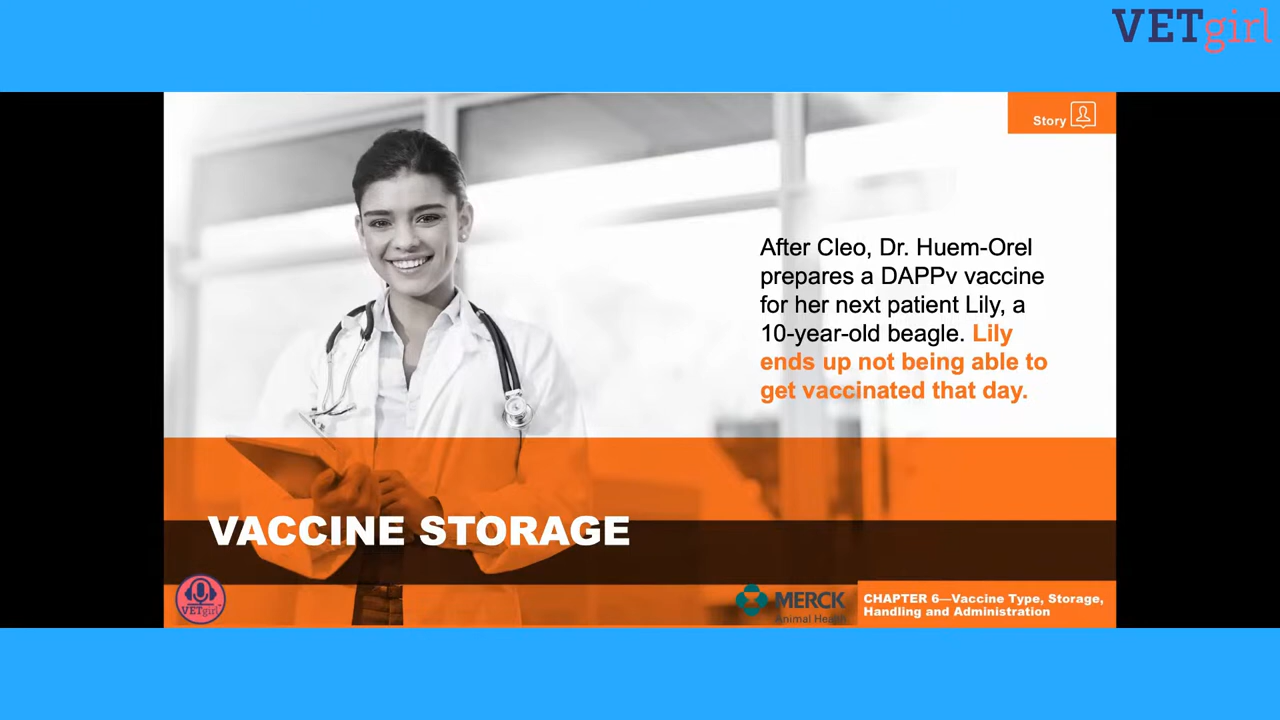 VETgirl
Story
After Cleo, Dr. Huem-Orel
prepares a DAPPv vaccine
for her next patient Lily, a
10-year-old beagle. Lily
ends up not being able to
get vaccinated that day.
VACCINE STORAGE
VETgirl
MERCK
Animal Health
CHAPTER 6—Vaccine Type, Storage,
Handling and Administration